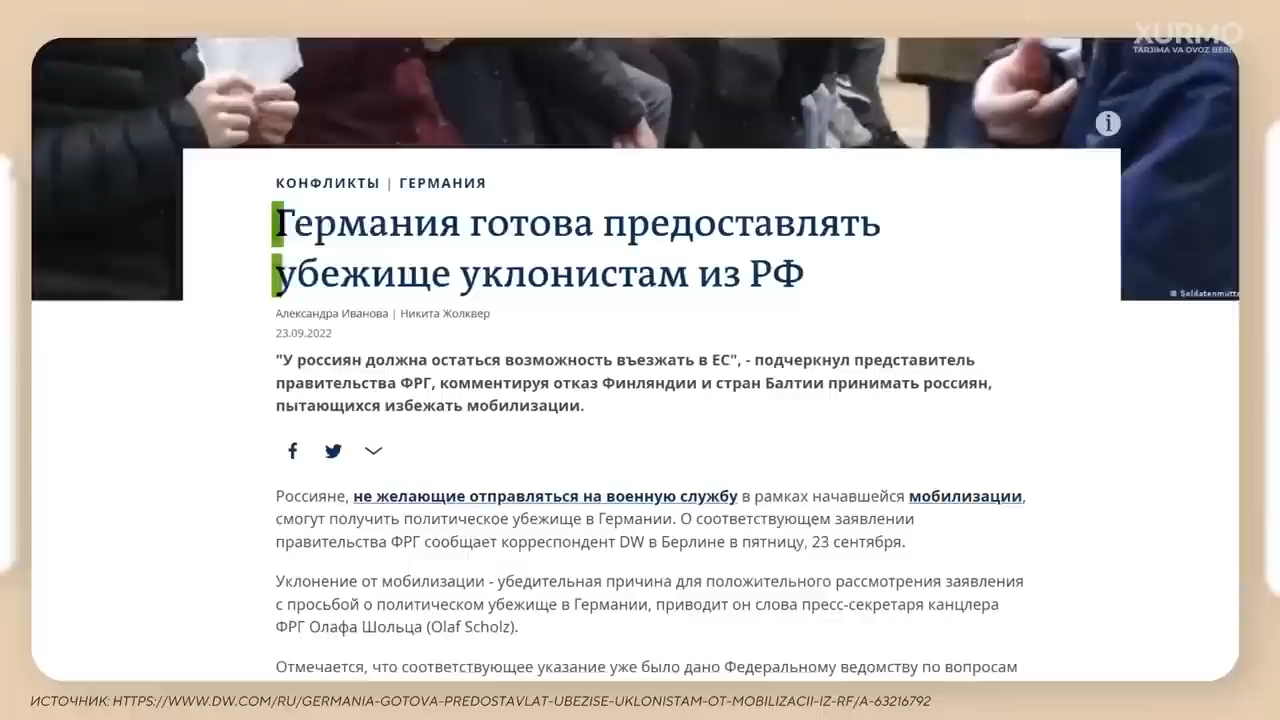 XURMO
TARJIMA VA OVOZ BERI
КОНФЛИКТЫ | ГЕРМАНИЯ
Германия готова предоставлять
убежище уклонистам из РФ
Александра Иванова | Никита Жолквер
23.09.2022
"У россиян должна остаться возможность въезжать в ЕС", - подчеркнул представитель
правительства ФРГ, комментируя отказ Финляндии и стран Балтии принимать россиян,
пытающихся избежать мобилизации.
Россияне, не желающие отправляться на военную службу в рамках начавшейся мобилизации,
смогут получить политическое убежище в Германии. О соответствующем заявлении
правительства ФРГ сообщает корреспондент DW в Берлине в пятницу, 23 сентября.
Уклонение от мобилизации - убедительная причина для положительного рассмотрения заявления
с просьбой о политическом убежище в Германии, приводит он слова пресс-секретаря канцлера
ФРГ Олафа Шольца (Olaf Scholz).
Отмечается, что соответствующее указание уже было дано Федеральному ведомству по вопросам
ИСТОЧНИК: HTTPS://WWW.DW.COM/RU/GERMANIA-GOTOVA-PREDOSTAVLAT-UBEZISE-UKLONISTAM-OT-MOBILIZACII-IZ-RF/A-63216792